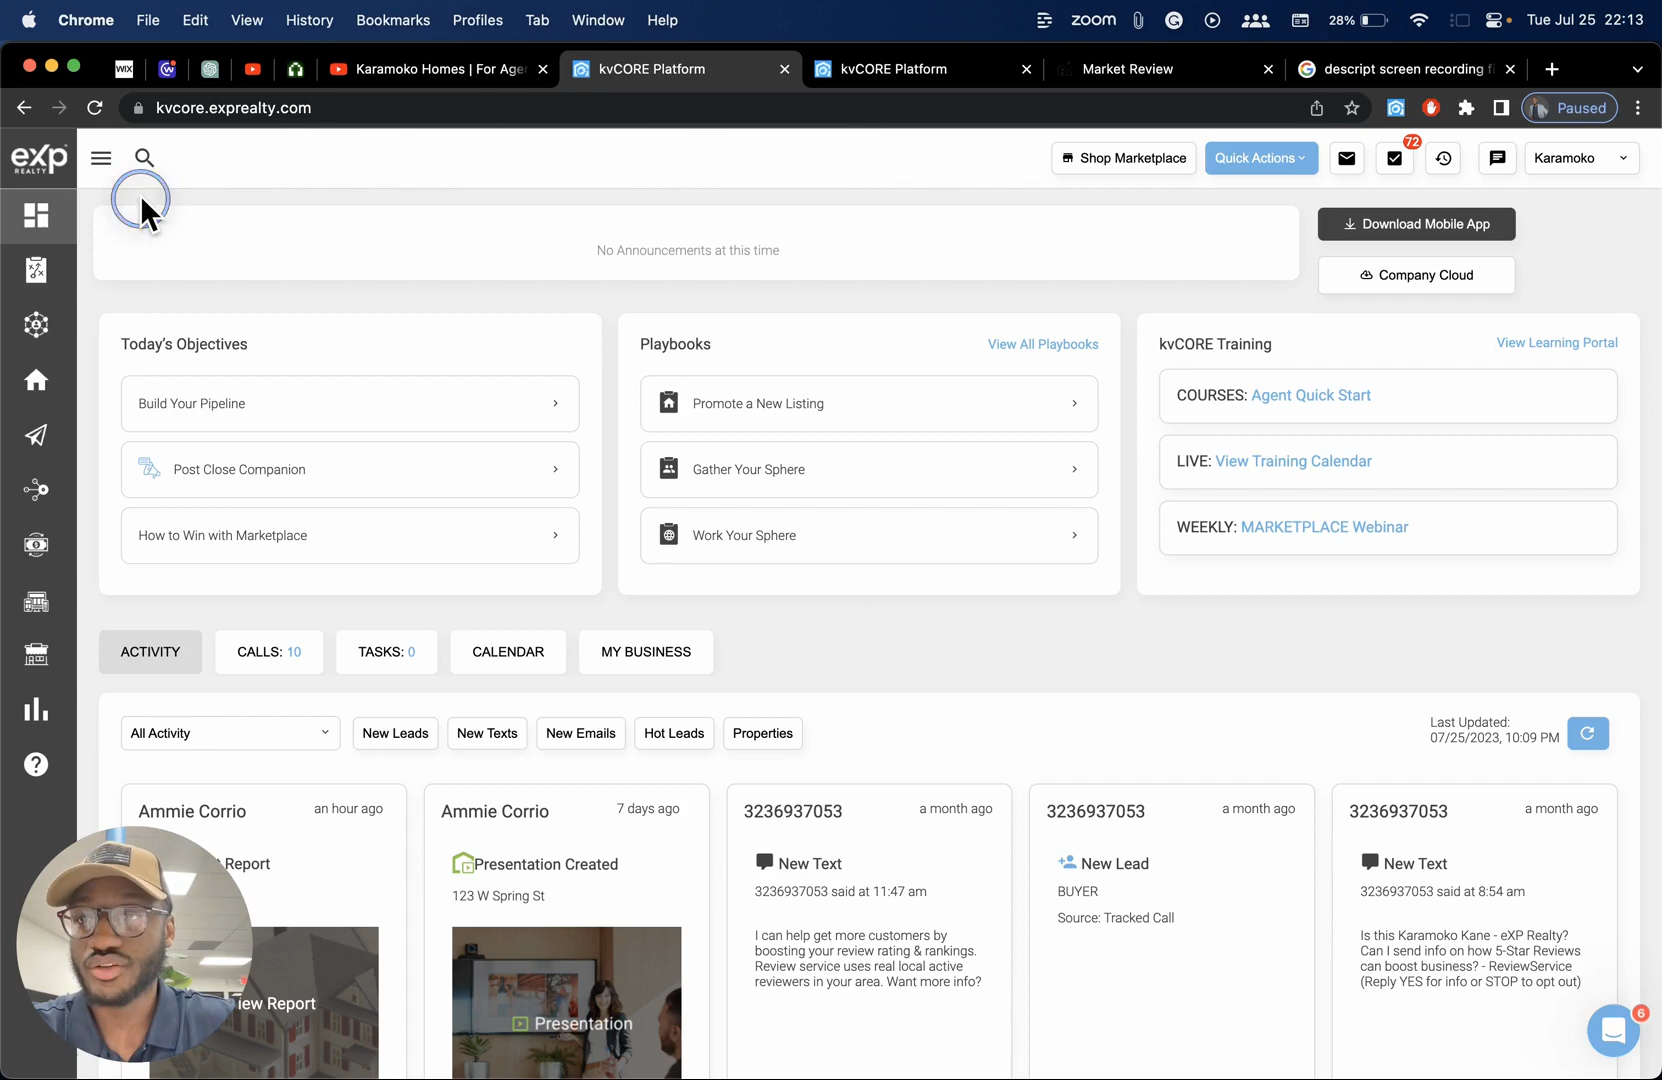 Chrome File Edit View History Bookmarks Profiles Tab Window Help zoom 28% Tue Jul 25 22:13
WIX Karamoko Homes | For Age kvCORE Platform kvCORE Platform Market Review descript screen recording fi
kvcore.exprealty.com Paused
eXp REALTY
Shop Marketplace Quick Actions 72 Karamoko
No Announcements at this time
Download Mobile App
Company Cloud
Today's Objectives
Build Your Pipeline
Post Close Companion
How to Win with Marketplace
Playbooks View All Playbooks
Promote a New Listing
Gather Your Sphere
Work Your Sphere
kvCORE Training View Learning Portal
COURSES: Agent Quick Start
LIVE: View Training Calendar
WEEKLY: MARKETPLACE Webinar
ACTIVITY CALLS: 10 TASKS: 0 CALENDAR MY BUSINESS
All Activity New Leads New Texts New Emails Hot Leads Properties
Last Updated:
07/25/2023, 10:09 PM
Ammie Corrio an hour ago
Report
iew Report
Ammie Corrio 7 days ago
Presentation Created
123 W Spring St
Presentation
3236937053 a month ago
New Text
3236937053 said at 11:47 am
I can help get more customers by
boosting your review rating & rankings.
Review service uses real local active
reviewers in your area. Want more info?
3236937053 a month ago
New Lead
BUYER
Source: Tracked Call
3236937053 a month ago
New Text
3236937053 said at 8:54 am
Is this Karamoko Kane - eXP Realty?
Can I send info on how 5-Star Reviews
can boost business? - ReviewService
(Reply YES for info or STOP to opt out)
6